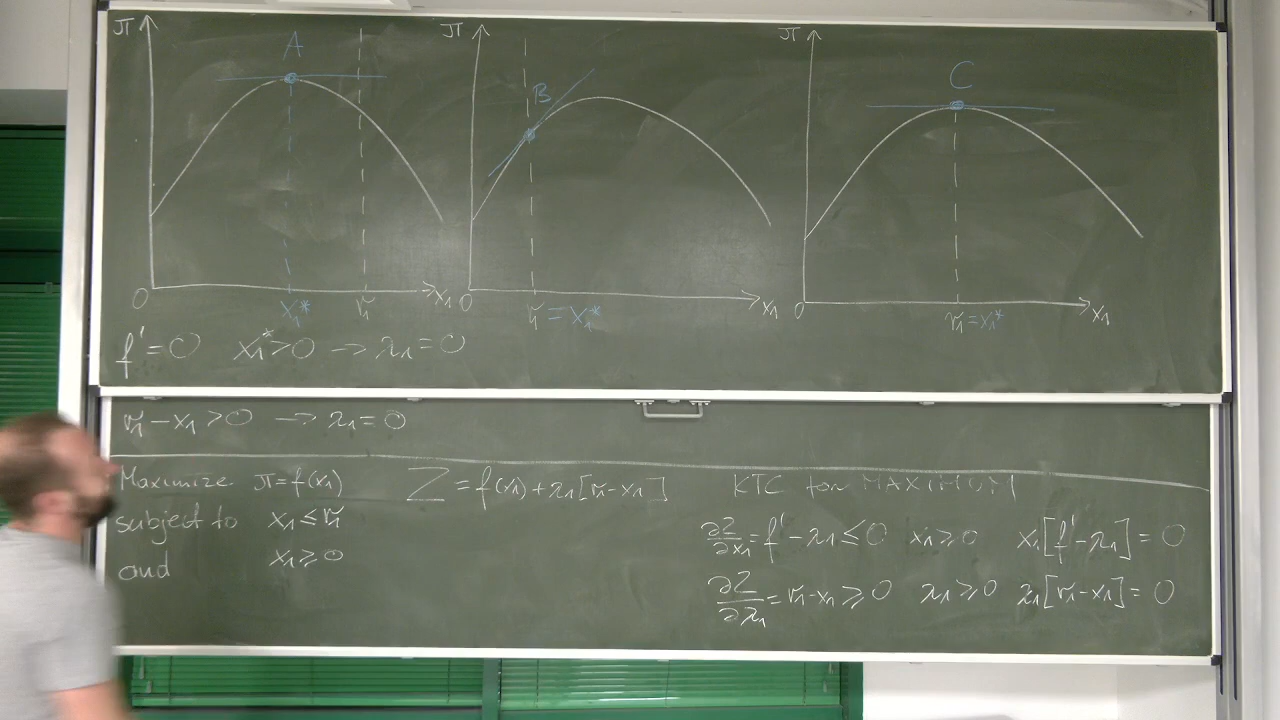 π A
π B
π C
0 x₁* r₁ x₁
0 r₁ = x₁* x₁
0 r₁ = x₁* x₁
f' = 0 x₁* > 0 → λ₁ = 0
r₁ - x₁ > 0 → λ₁ = 0
Maximize π = f(x₁)
subject to x₁ ≤ r₁
and x₁ ≥ 0
Z = f(x₁) + λ₁[r₁ - x₁]
KTC for MAXIMUM
∂Z/∂x₁ = f' - λ₁ ≤ 0 x₁ ≥ 0 x₁[f' - λ₁] = 0
∂Z/∂λ₁ = r₁ - x₁ ≥ 0 λ₁ ≥ 0 λ₁[r₁ - x₁] = 0